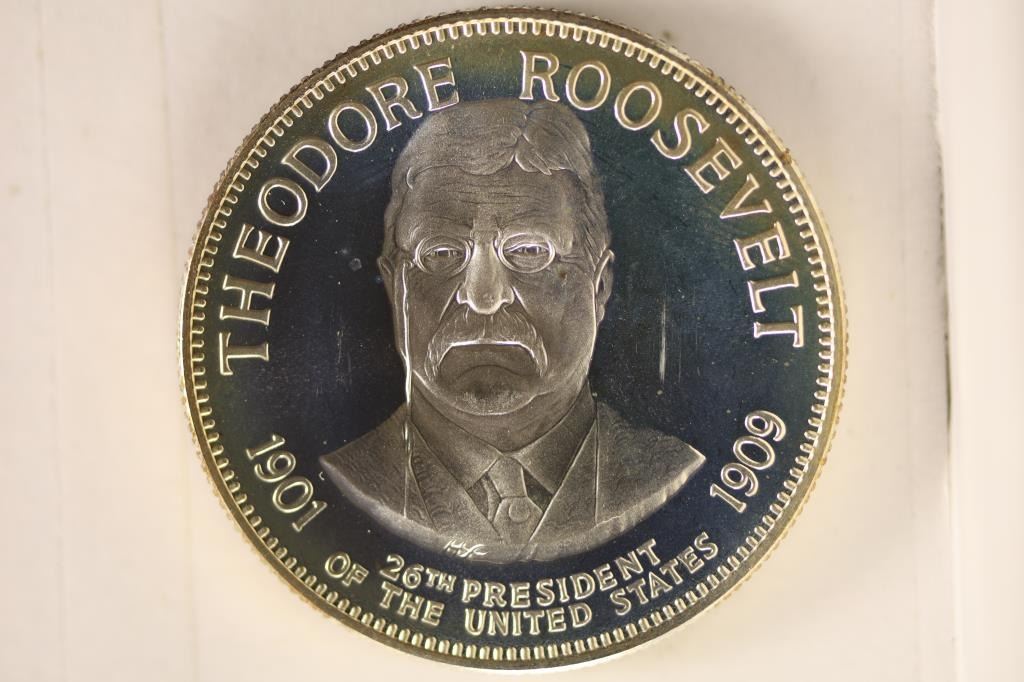 THEODORE ROOSEVELT
1901 1909
26TH PRESIDENT
OF THE UNITED STATES